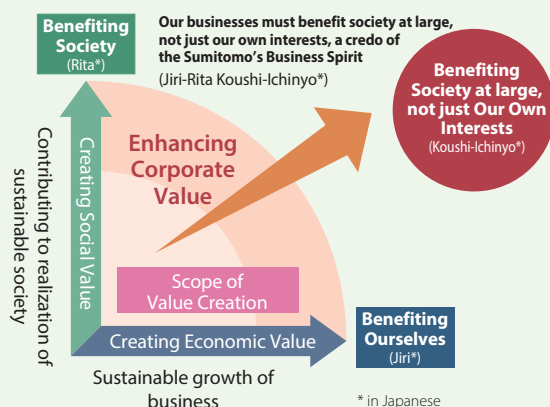 Benefiting
Society
(Rita*)
Our businesses must benefit society at large,
not just our own interests, a credo of
the Sumitomo's Business Spirit
(Jiri-Rita Koushi-Ichinyo*)
Benefiting
Society at large,
not just Our Own
Interests
(Koushi-Ichinyo*)
Enhancing
Corporate
Value
Contributing to realization of
sustainable society
Creating Social Value
Scope of
Value Creation
Creating Economic Value
Benefiting
Ourselves
(Jiri*)
Sustainable growth of
business
* in Japanese